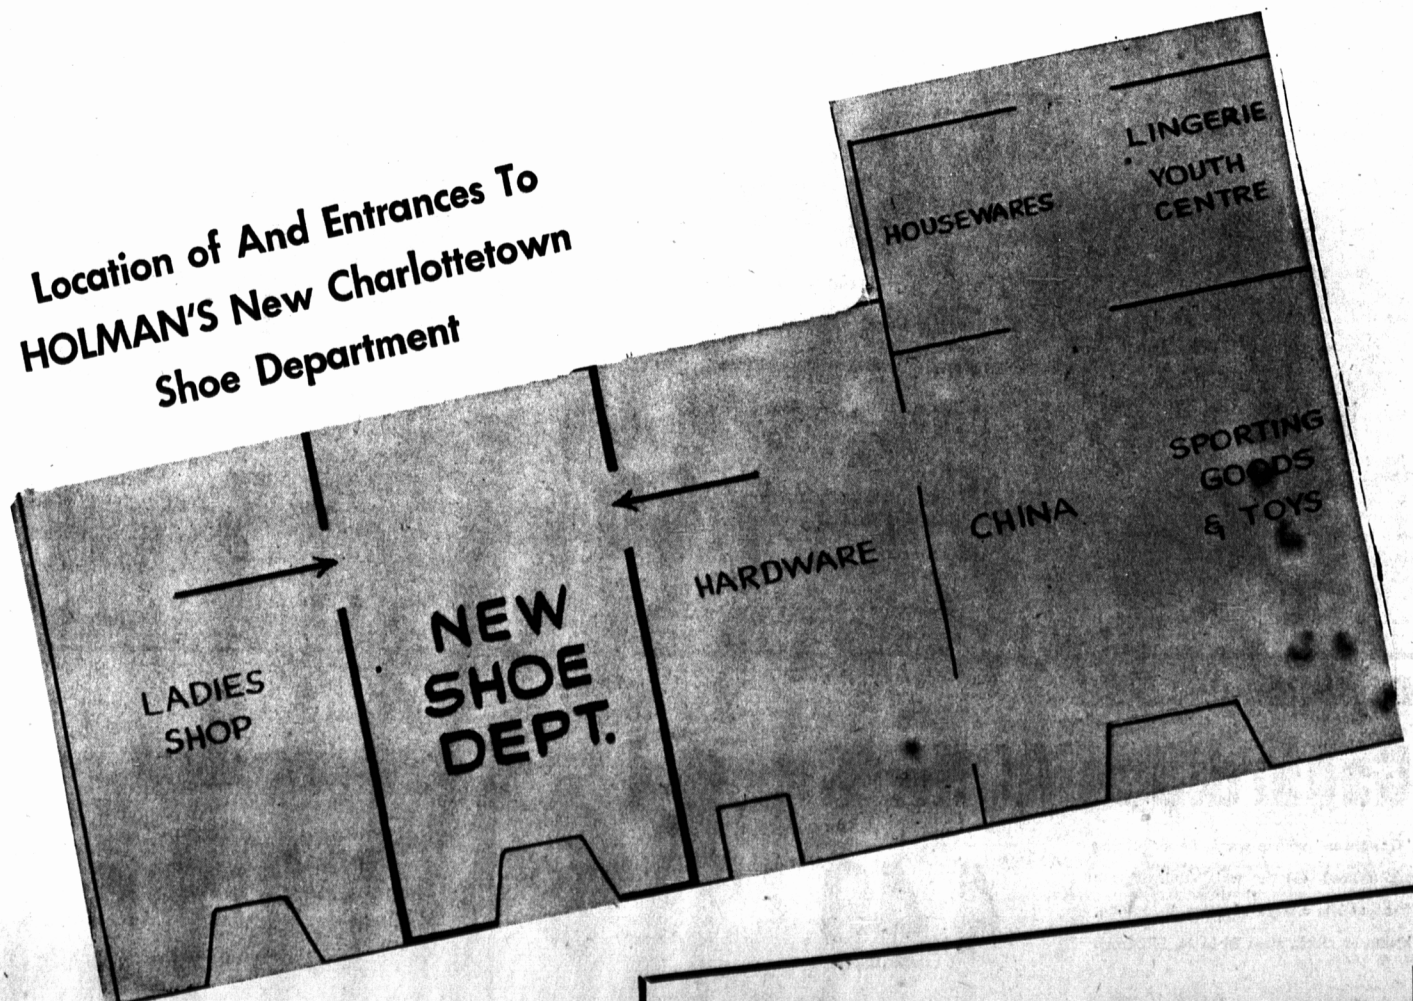 Location of And Entrances To
HOLMAN'S New Charlottetown
Shoe Department
LINGERIE
YOUTH
CENTRE
HOUSEWARES
SPORTING
GOODS
& TOYS
CHINA
HARDWARE
NEW
SHOE
DEPT.
LADIES
SHOP